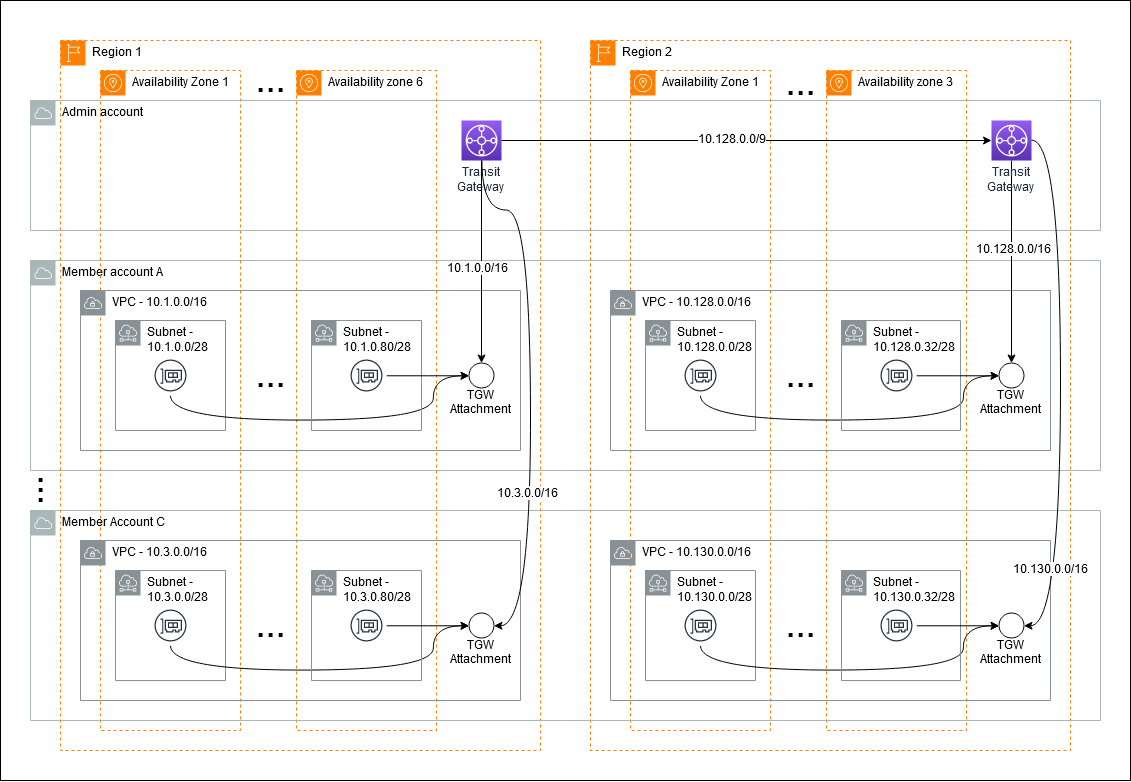 Region 1
Region 2
Availability Zone 1
...
Availability zone 6
Availability Zone 1
...
Availability zone 3
Admin account
10.128.0.0/9
Transit
Gateway
Transit
Gateway
10.128.0.0/16
10.1.0.0/16
Member account A
VPC - 10.1.0.0/16
VPC - 10.128.0.0/16
Subnet -
10.1.0.0/28
Subnet -
10.1.0.80/28
Subnet -
10.128.0.0/28
Subnet -
10.128.0.32/28
...
...
TGW
Attachment
TGW
Attachment
...
10.3.0.0/16
Member Account C
VPC - 10.3.0.0/16
VPC - 10.130.0.0/16
10.130.0.0/16
Subnet -
10.3.0.0/28
Subnet -
10.3.0.80/28
Subnet -
10.130.0.0/28
Subnet -
10.130.0.32/28
...
...
TGW
Attachment
TGW
Attachment